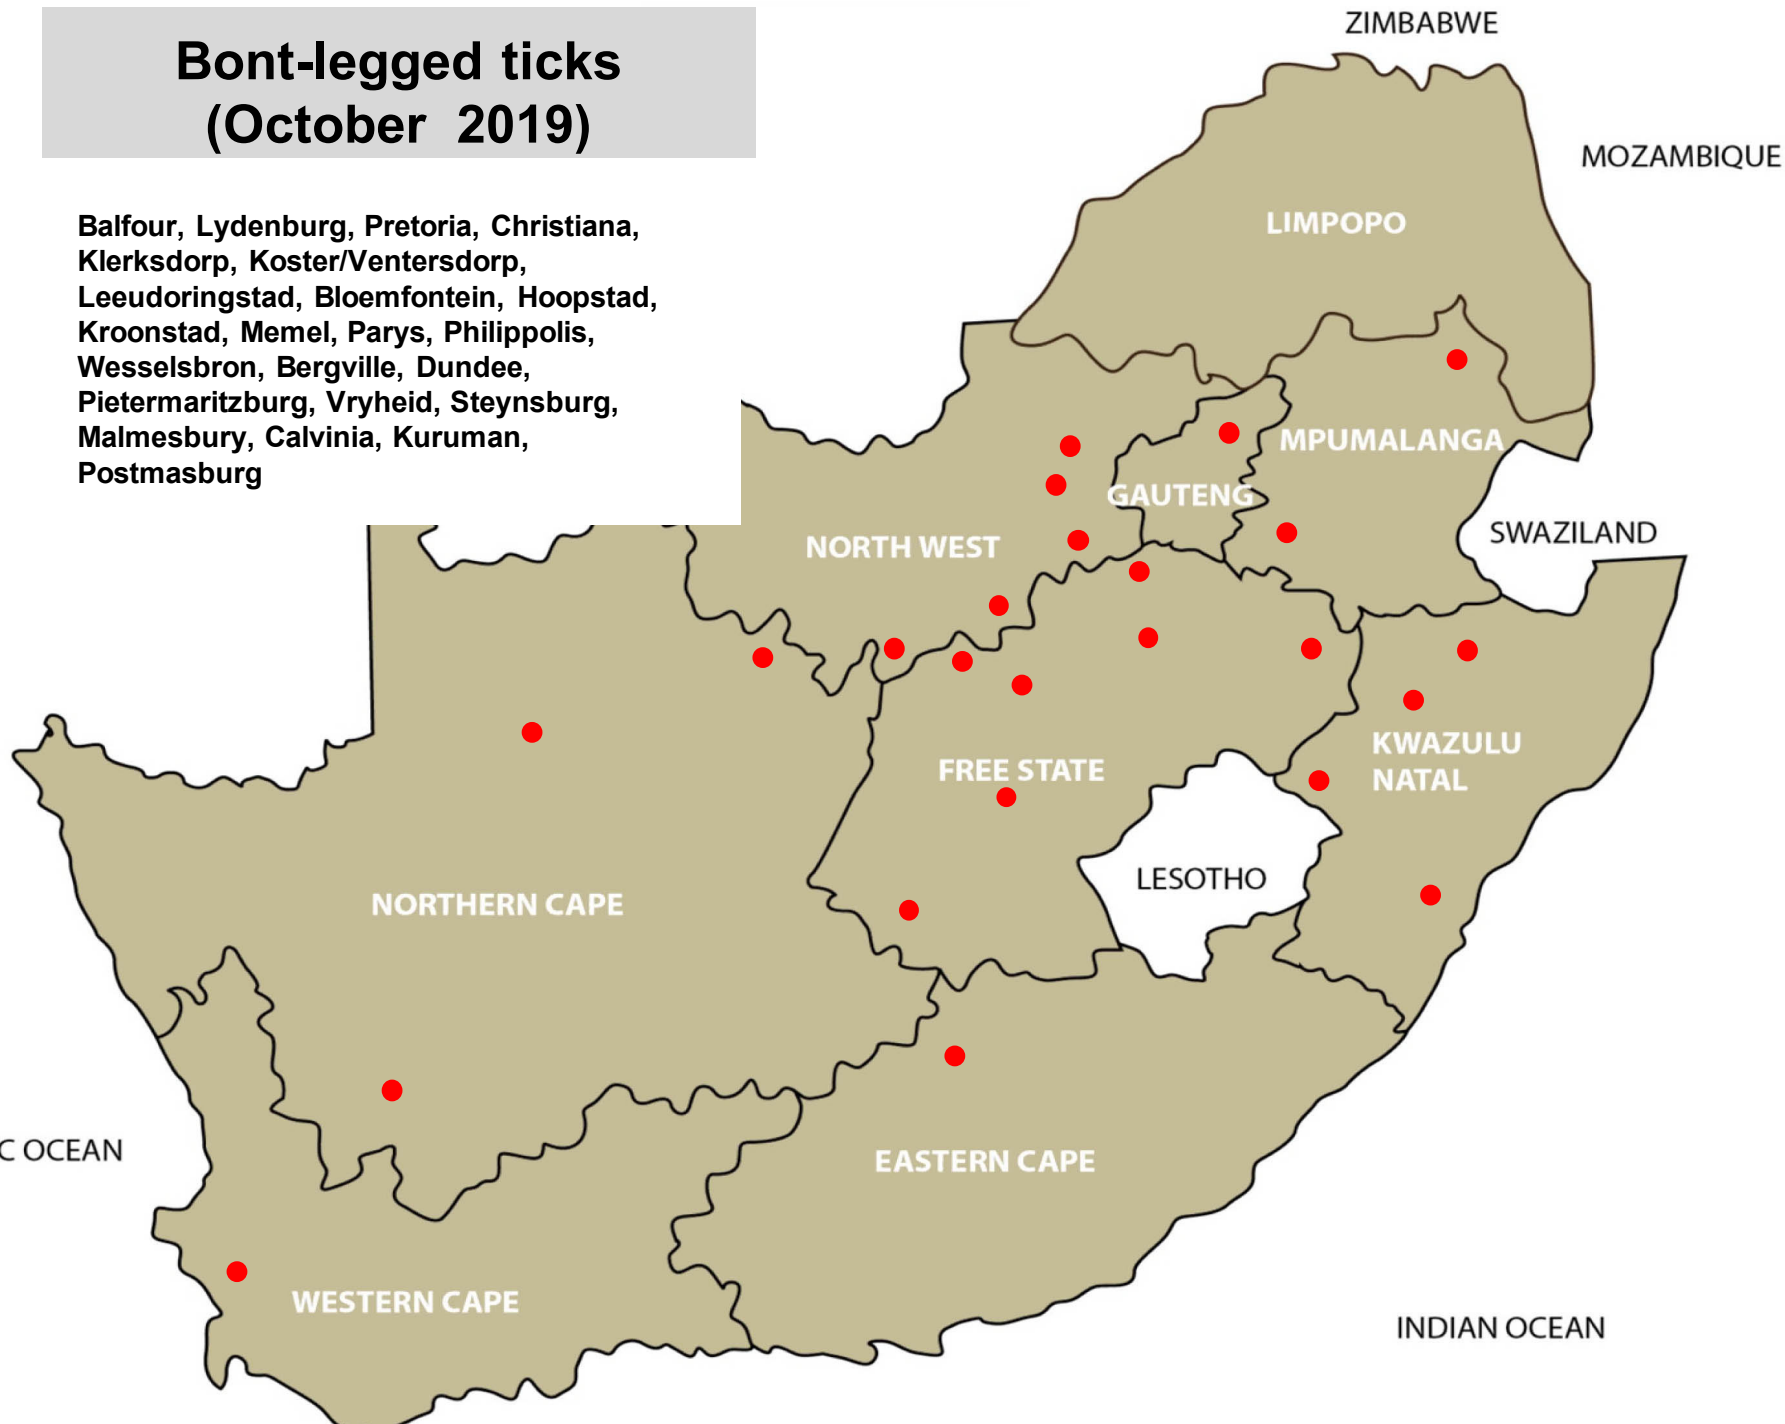 Bont-legged ticks
(October 2019)
Balfour, Lydenburg, Pretoria, Christiana,
Klerksdorp, Koster/Ventersdorp,
Leeudoringstad, Bloemfontein, Hoopstad,
Kroonstad, Memel, Parys, Philippolis,
Wesselsbron, Bergville, Dundee,
Pietermaritzburg, Vryheid, Steynsburg,
Malmesbury, Calvinia, Kuruman,
Postmasburg
ZIMBABWE
MOZAMBIQUE
LIMPOPO
MPUMALANGA
GAUTENG
SWAZILAND
NORTH WEST
KWAZULU
NATAL
FREE STATE
LESOTHO
NORTHERN CAPE
C OCEAN
EASTERN CAPE
WESTERN CAPE
INDIAN OCEAN